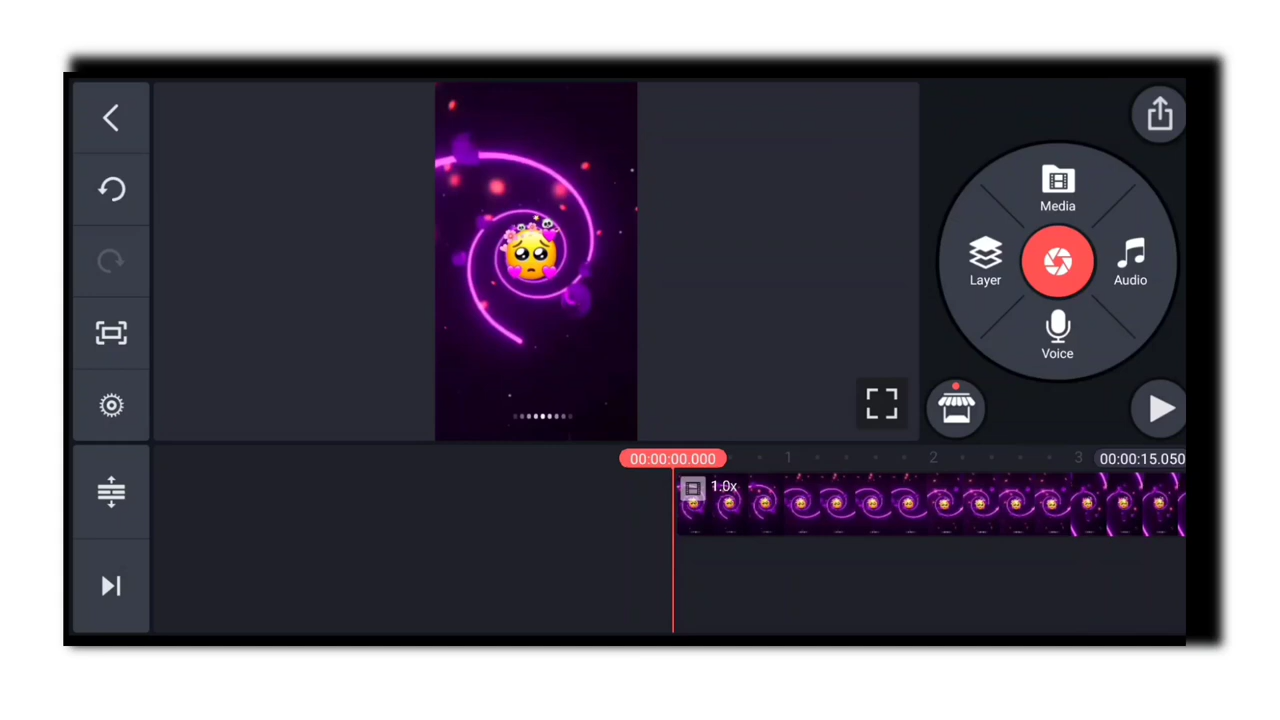 Media
Layer
Audio
Voice
00:00:00.000
1
2
3
00:00:15.050
1.0x